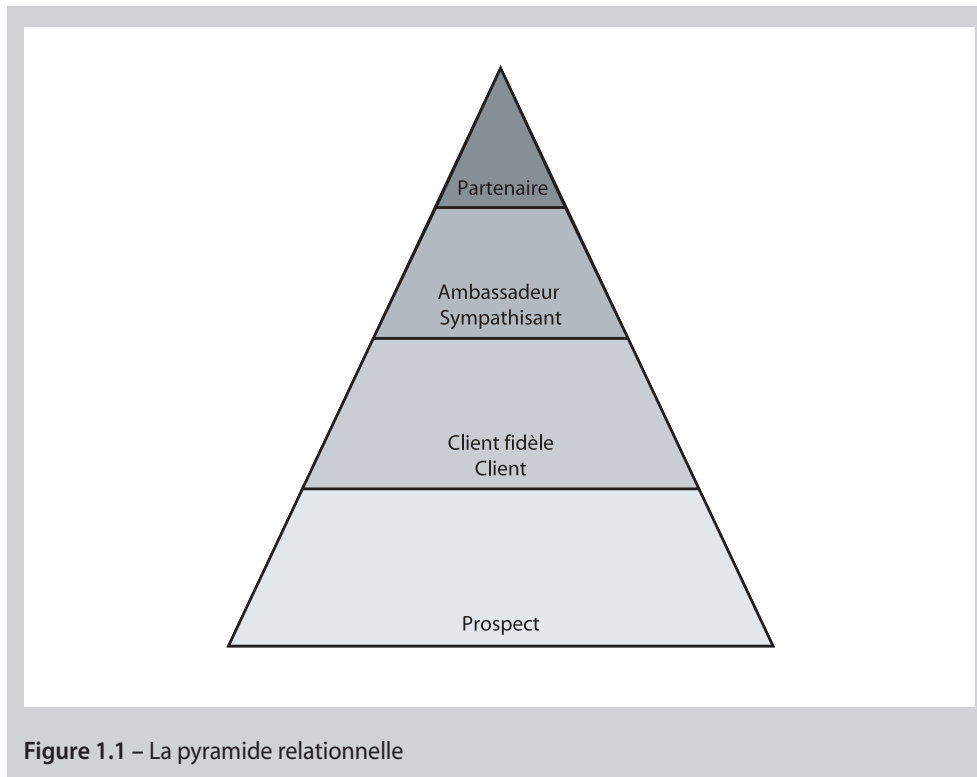 Partenaire
Ambassadeur
Sympathisant
Client fidèle
Client
Prospect
Figure 1.1 – La pyramide relationnelle